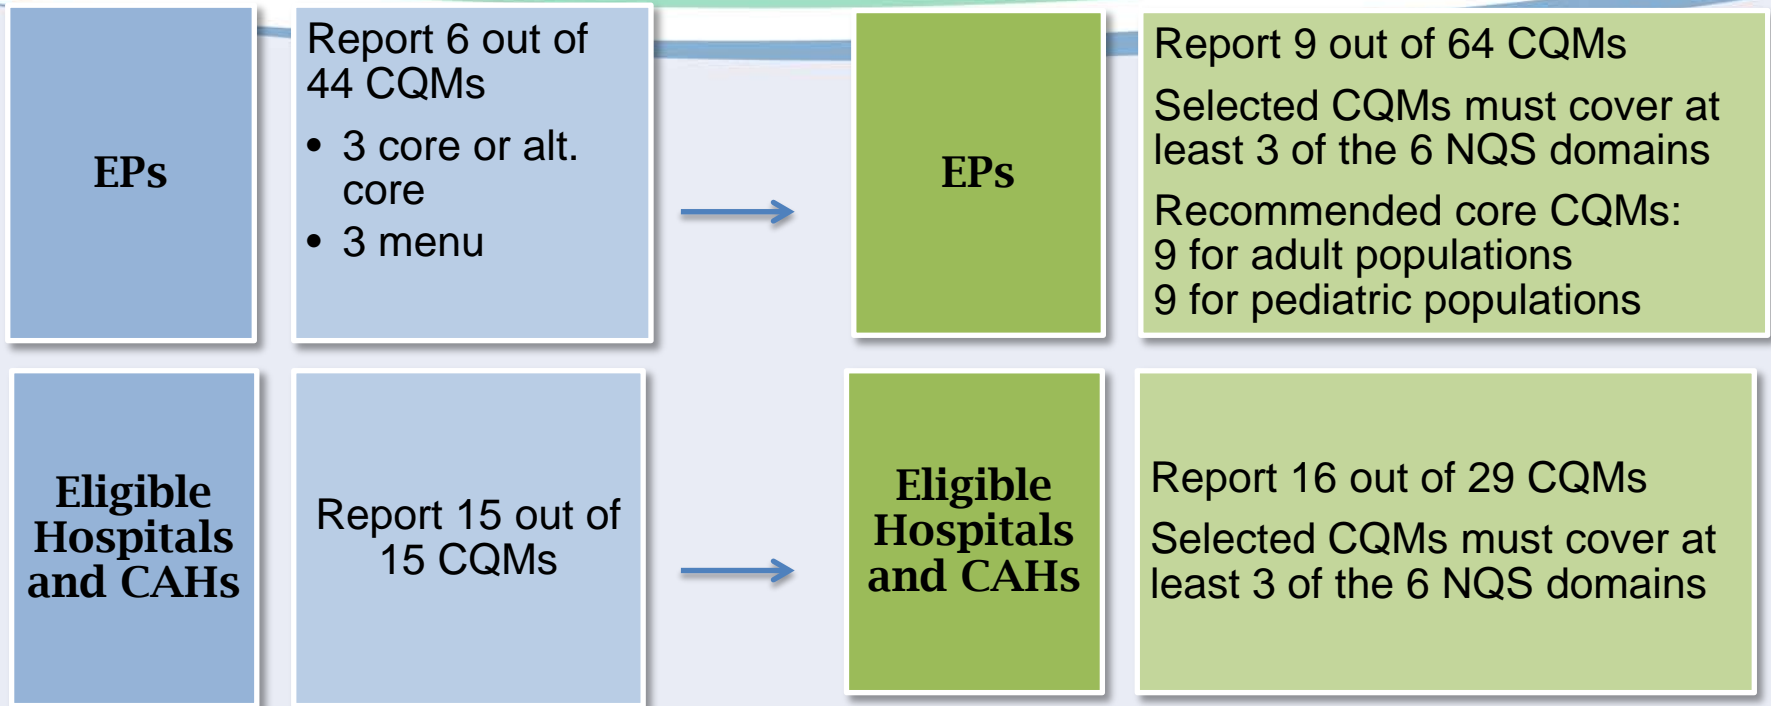 EPs
Report 6 out of
44 CQMs
• 3 core or alt.
core
• 3 menu
EPs
Report 9 out of 64 CQMs
Selected CQMs must cover at
least 3 of the 6 NQS domains
Recommended core CQMs:
9 for adult populations
9 for pediatric populations
Eligible
Hospitals
and CAHs
Report 15 out of
15 CQMs
Eligible
Hospitals
and CAHs
Report 16 out of 29 CQMs
Selected CQMs must cover at
least 3 of the 6 NQS domains